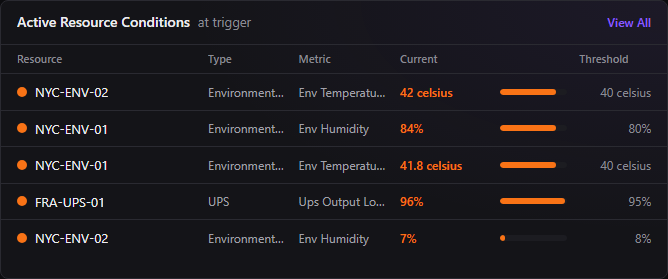 Active Resource Conditions at trigger View All
Resource Type Metric Current Threshold
NYC-ENV-02 Environment... Env Temperatu... 42 celsius 40 celsius
NYC-ENV-01 Environment... Env Humidity 84% 80%
NYC-ENV-01 Environment... Env Temperatu... 41.8 celsius 40 celsius
FRA-UPS-01 UPS Ups Output Lo... 96% 95%
NYC-ENV-02 Environment... Env Humidity 7% 8%